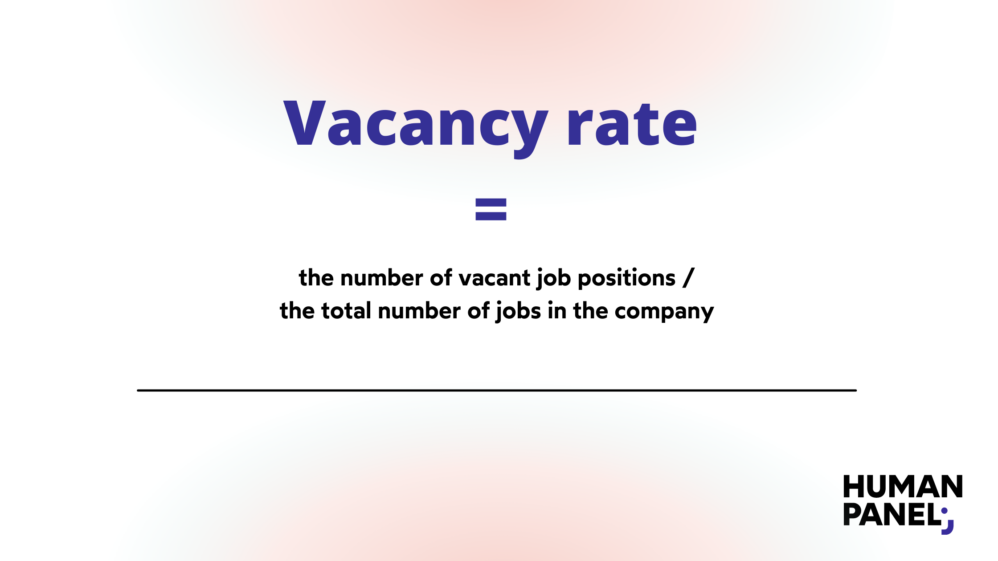 Vacancy rate
=
the number of vacant job positions /
the total number of jobs in the company
HUMAN
PANEL;